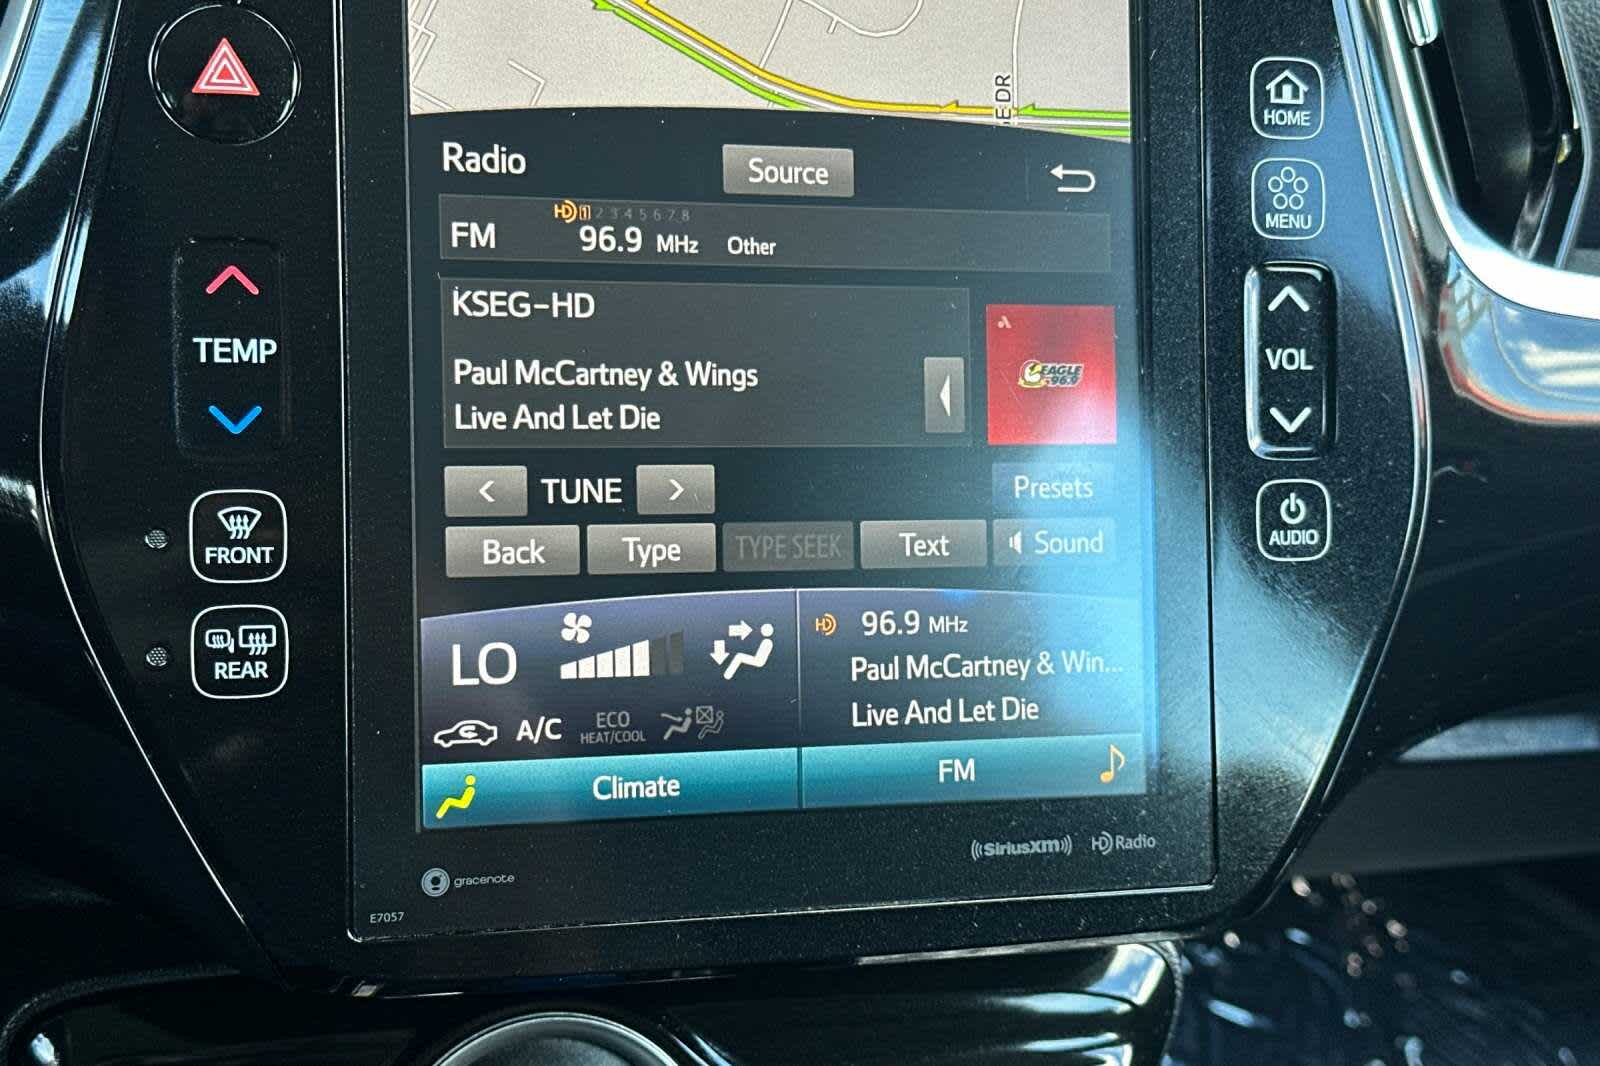 E DR
HOME
MENU
Radio
Source
HD 1 2 3 4 5 6 7 8
FM 96.9 MHz Other
KSEG-HD
Paul McCartney & Wings
Live And Let Die
EAGLE
96.9
TEMP
VOL
< TUNE >
Presets
Back Type TYPE SEEK Text Sound
FRONT
AUDIO
REAR
LO
A/C ECO
HEAT/COOL
HD 96.9 MHz
Paul McCartney & Win...
Live And Let Die
Climate
FM
((SiriusXM)) HD Radio
gracenote
E7057